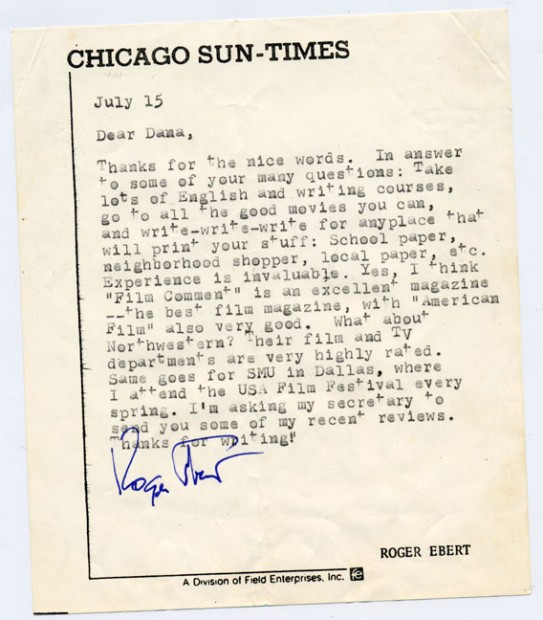 CHICAGO SUN-TIMES
July 15
Dear Dana,
Thanks for the nice words. In answer
to some of your many questions: Take
lots of English and writing courses,
go to all the good movies you can,
and write-write-write for anyplace that
will print your stuff: School paper,
neighborhood shopper, local paper, etc.
Experience is invaluable. Yes, I think
"Film Comment" is an excellent magazine
--the best film magazine, with "American
Film" also very good. What about
Northwestern? Their film and TV
departments are very highly rated.
Same goes for SMU in Dallas, where
I attend the USA Film Festival every
spring. I'm asking my secretary to
send you some of my recent reviews.
Thanks for writing!"
Roger Ebert
ROGER EBERT
A Division of Field Enterprises, Inc. fe